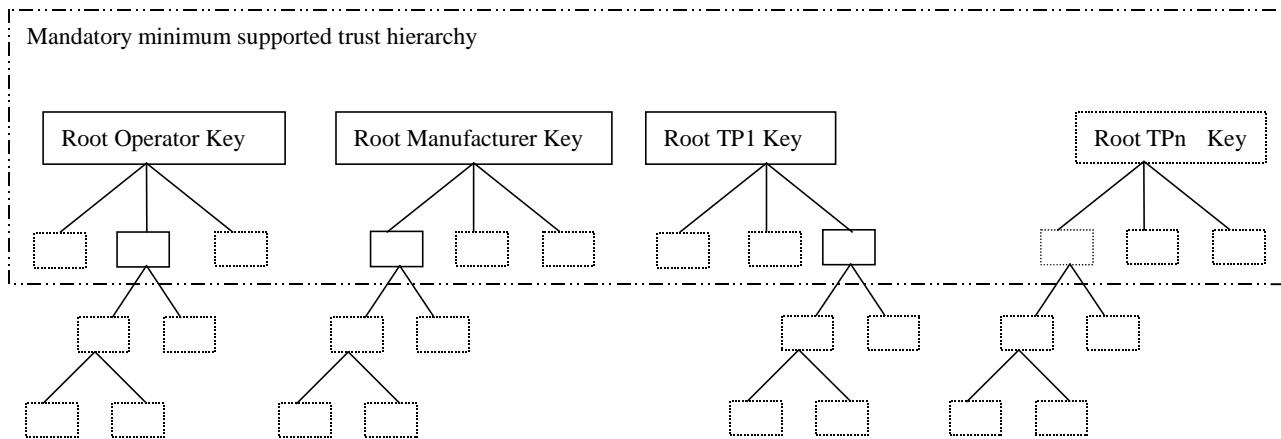 Mandatory minimum supported trust hierarchy
Root Operator Key
Root Manufacturer Key
Root TP1 Key
Root TPn Key